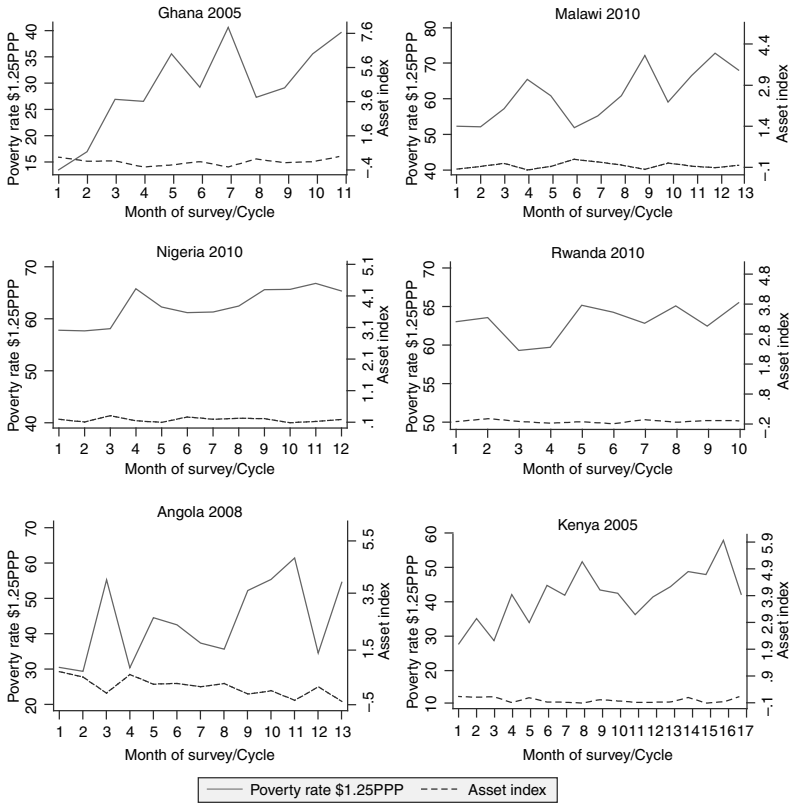 Ghana 2005
Poverty rate $1.25PPP
40
35
30
25
20
15
7.6
5.6
3.6
1.6
–.4
Asset index
1 2 3 4 5 6 7 8 9 10 11
Month of survey/Cycle
Malawi 2010
Poverty rate $1.25PPP
80
70
60
50
40
4.4
2.9
1.4
–.1
Asset index
1 2 3 4 5 6 7 8 9 10 11 12 13
Month of survey/Cycle
Nigeria 2010
Poverty rate $1.25PPP
70
60
50
40
5.1
4.1
3.1
2.1
1.1
.1
Asset index
1 2 3 4 5 6 7 8 9 10 11 12
Month of survey/Cycle
Rwanda 2010
Poverty rate $1.25PPP
70
65
60
55
50
4.8
3.8
2.8
1.8
.8
–.2
Asset index
1 2 3 4 5 6 7 8 9 10
Month of survey/Cycle
Angola 2008
Poverty rate $1.25PPP
70
60
50
40
30
20
5.5
3.5
1.5
–.5
Asset index
1 2 3 4 5 6 7 8 9 10 11 12 13
Month of survey/Cycle
Kenya 2005
Poverty rate $1.25PPP
60
50
40
30
20
10
5.9
4.9
3.9
2.9
1.9
.9
–.1
Asset index
1 2 3 4 5 6 7 8 9 10 11 12 13 14 15 16 17
Month of survey/Cycle
Poverty rate $1.25PPP
Asset index